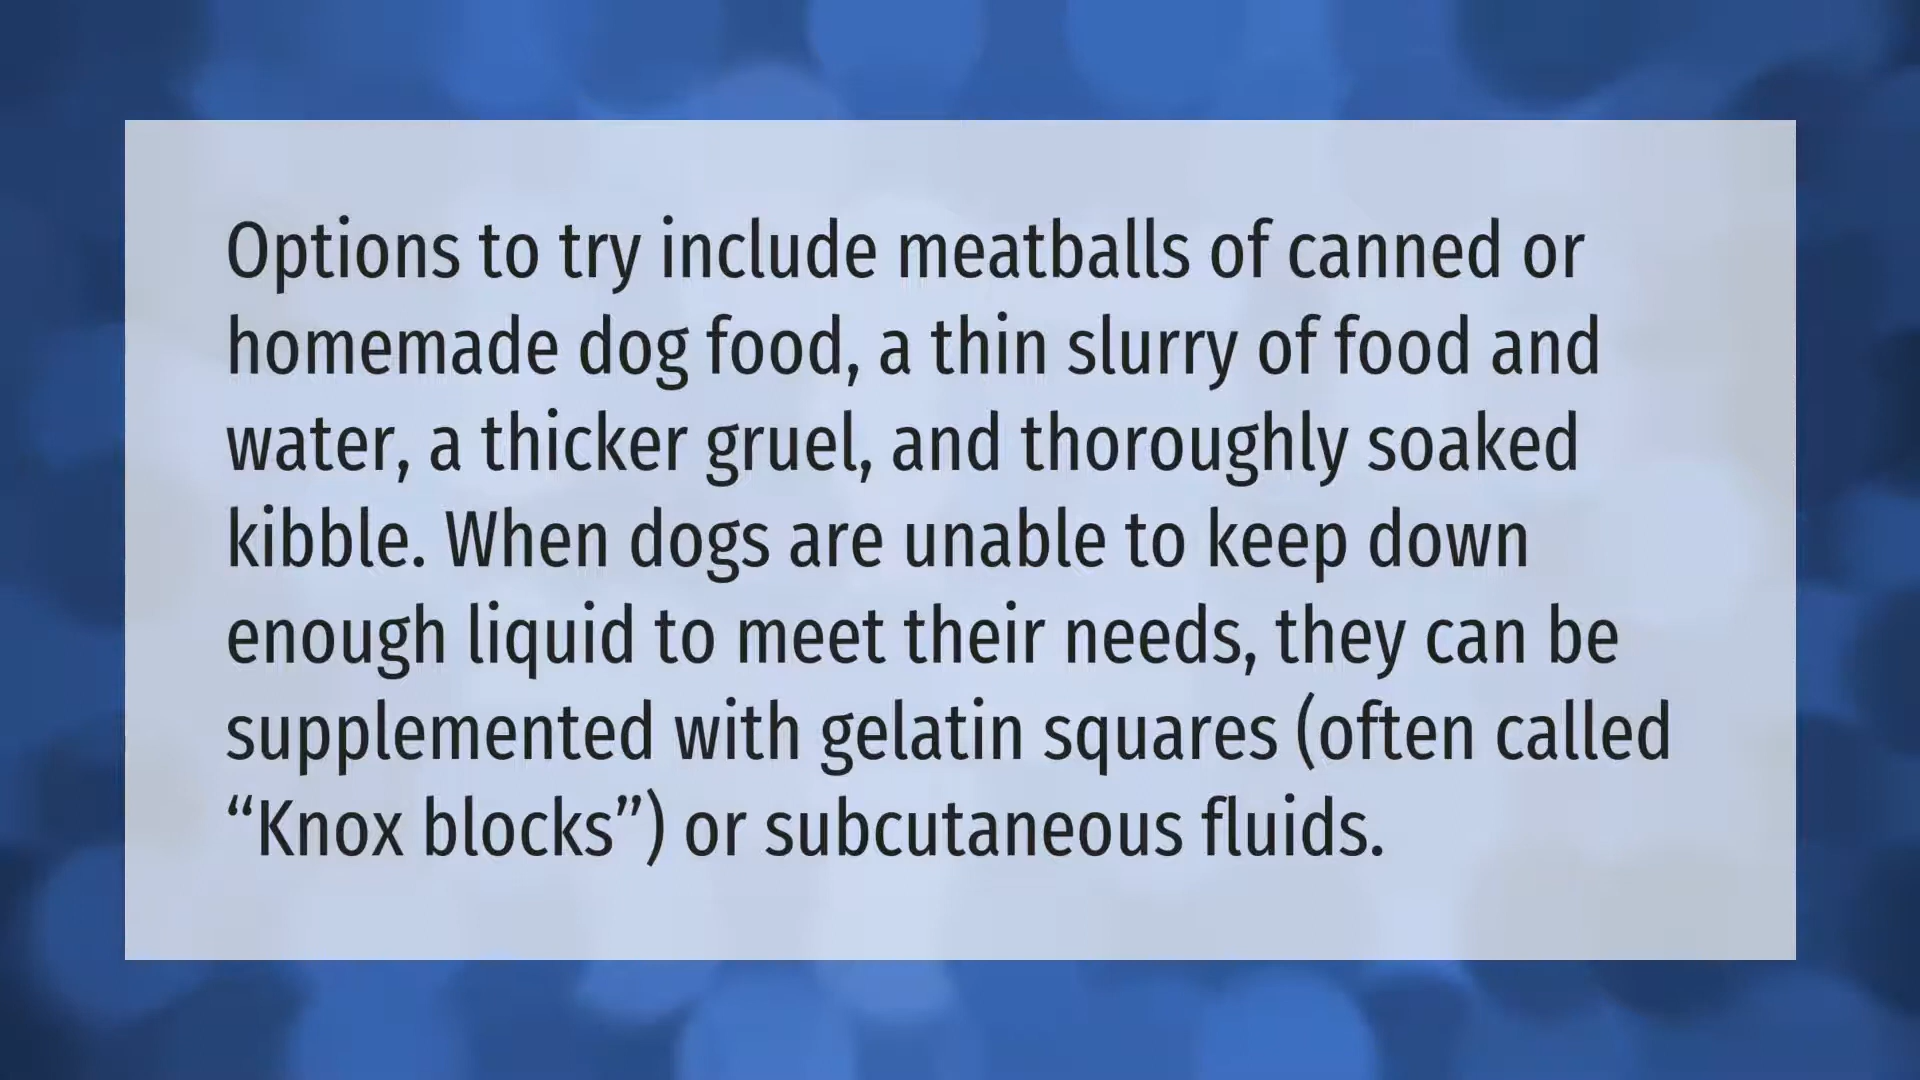 Options to try include meatballs of canned or
homemade dog food, a thin slurry of food and
water, a thicker gruel, and thoroughly soaked
kibble. When dogs are unable to keep down
enough liquid to meet their needs, they can be
supplemented with gelatin squares (often called
“Knox blocks”) or subcutaneous fluids.